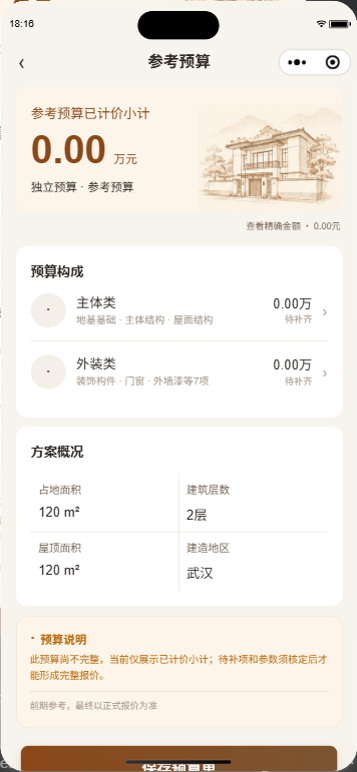 18:16
参考预算
参考预算已计价小计
0.00 万元
独立预算 · 参考预算
查看精确金额 · 0.00元
预算构成
主体类
0.00万
地基基础 · 主体结构 · 屋面结构
待补齐
外装类
0.00万
装饰构件 · 门窗 · 外墙漆等7项
待补齐
方案概况
占地面积
建筑层数
120 m²
2层
屋顶面积
建造地区
120 m²
武汉
· 预算说明
此预算尚不完整，当前仅展示已计价小计；待补项和参数须核定后才
能形成完整报价。
前期参考，最终以正式报价为准
保存预算单